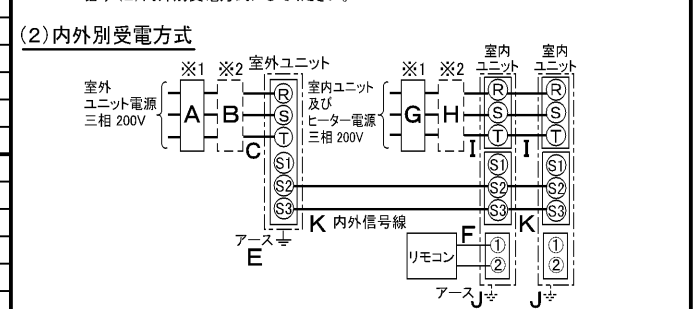 (2)内外別受電方式
※1 ※2 室外ユニット
室外
ユニット電源
三相 200V
A B C
R
S
T
S1
S2
S3
アース
E
※1 ※2
室内ユニット
及び
ヒーター電源
三相 200V
G H I I
室内
ユニット
R
S
T
S1
S2
S3
①
②
室内
ユニット
R
S
T
S1
S2
S3
①
②
K 内外信号線
K
F
リモコン
アース J
J